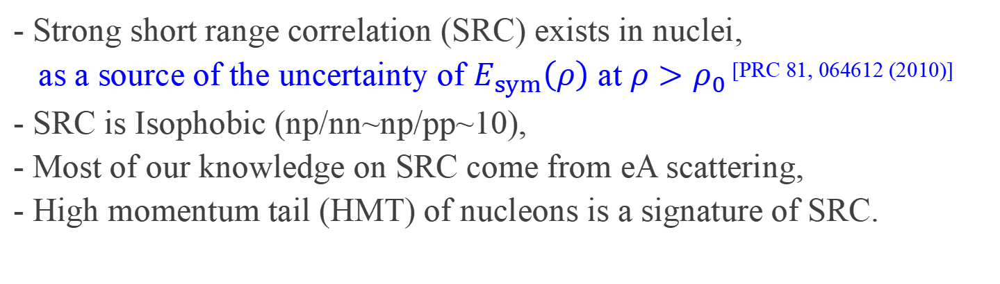 - Strong short range correlation (SRC) exists in nuclei,
as a source of the uncertainty of E_sym(ρ) at ρ > ρ₀ [PRC 81, 064612 (2010)]
- SRC is Isophobic (np/nn~np/pp~10),
- Most of our knowledge on SRC come from eA scattering,
- High momentum tail (HMT) of nucleons is a signature of SRC.